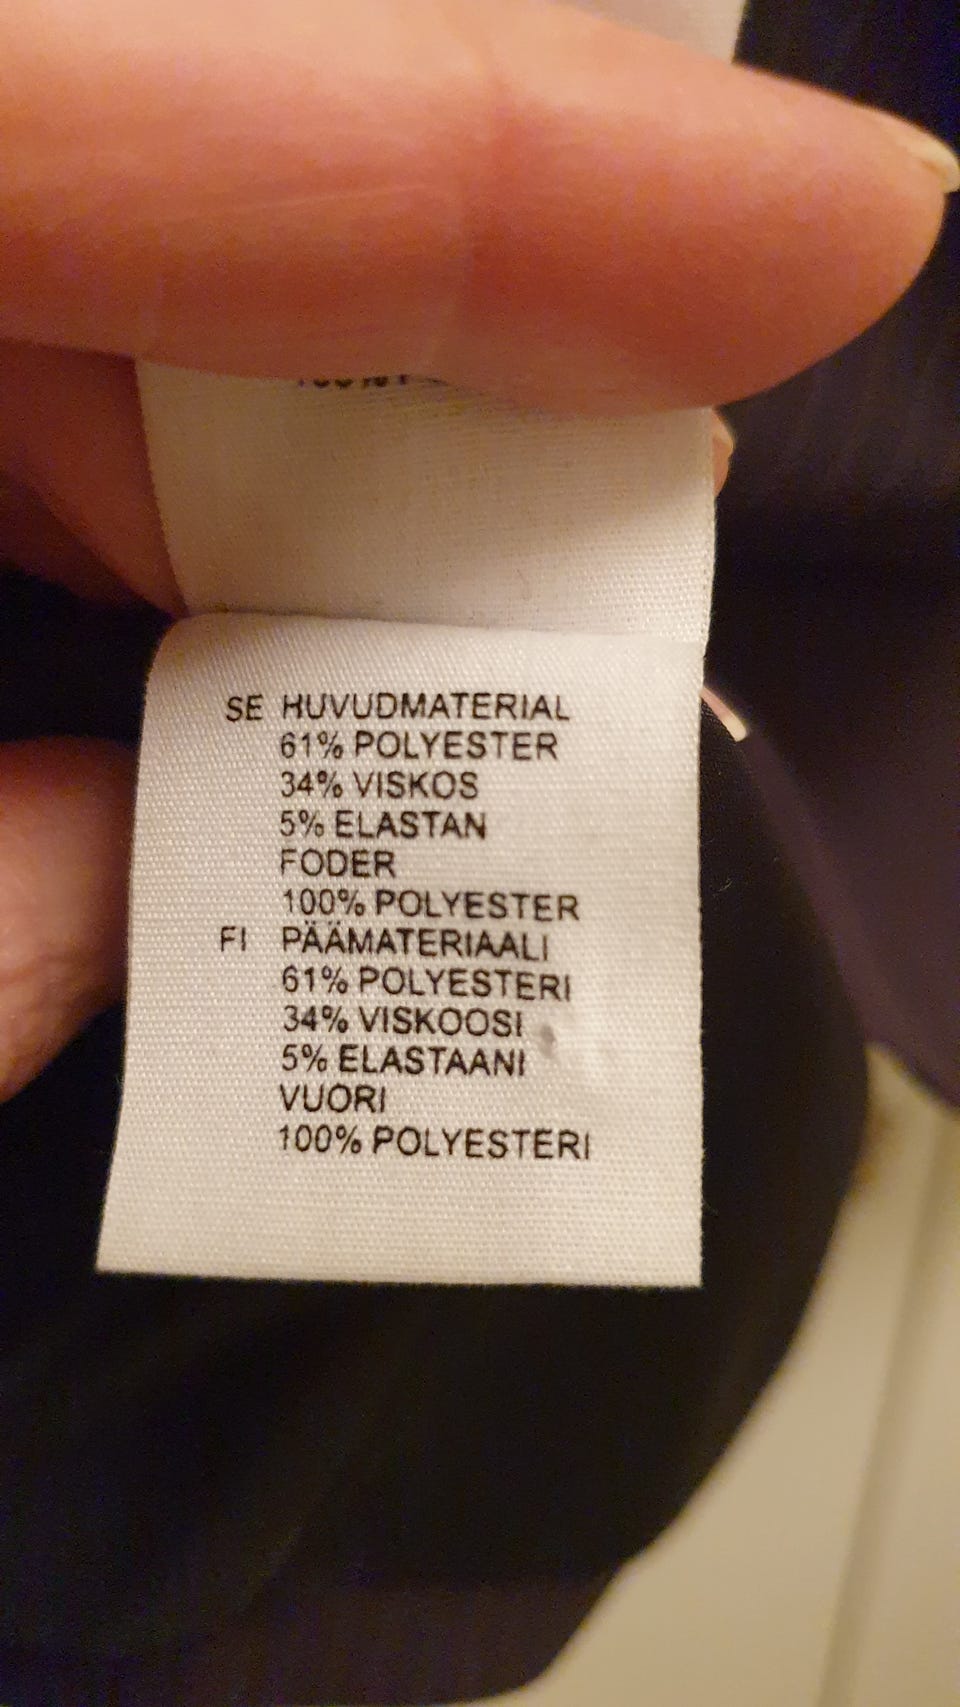 SE HUVUDMATERIAL
61% POLYESTER
34% VISKOS
5% ELASTAN
FODER
100% POLYESTER
FI PÄÄMATERIAALI
61% POLYESTERI
34% VISKOOSI
5% ELASTAANI
VUORI
100% POLYESTERI